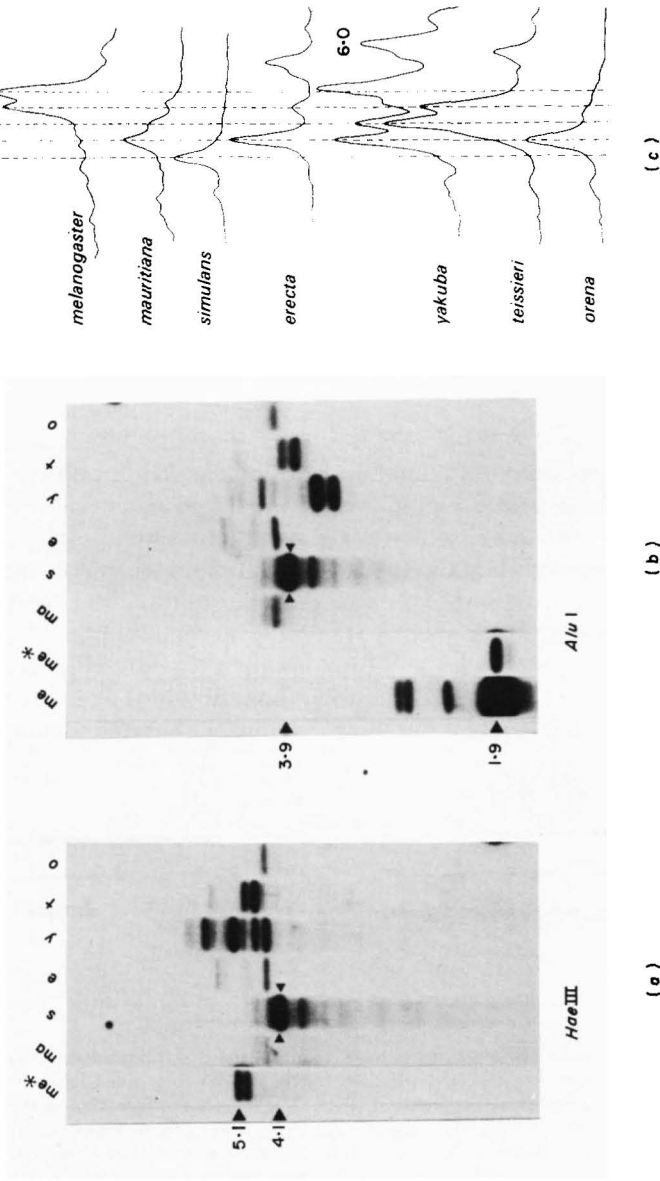 me* ma s e y t o
5·1
4·1
HaeIII
(a)
me me* ma s e y t o
3·9
1·9
Alu I
(b)
melanogaster
mauritiana
simulans
erecta
6·0
yakuba
teissieri
orena
(c)